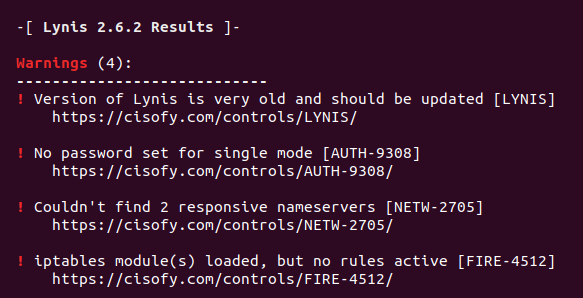 -[ Lynis 2.6.2 Results ]-
Warnings (4):
----------------------------
! Version of Lynis is very old and should be updated [LYNIS]
https://cisofy.com/controls/LYNIS/
! No password set for single mode [AUTH-9308]
https://cisofy.com/controls/AUTH-9308/
! Couldn't find 2 responsive nameservers [NETW-2705]
https://cisofy.com/controls/NETW-2705/
! iptables module(s) loaded, but no rules active [FIRE-4512]
https://cisofy.com/controls/FIRE-4512/